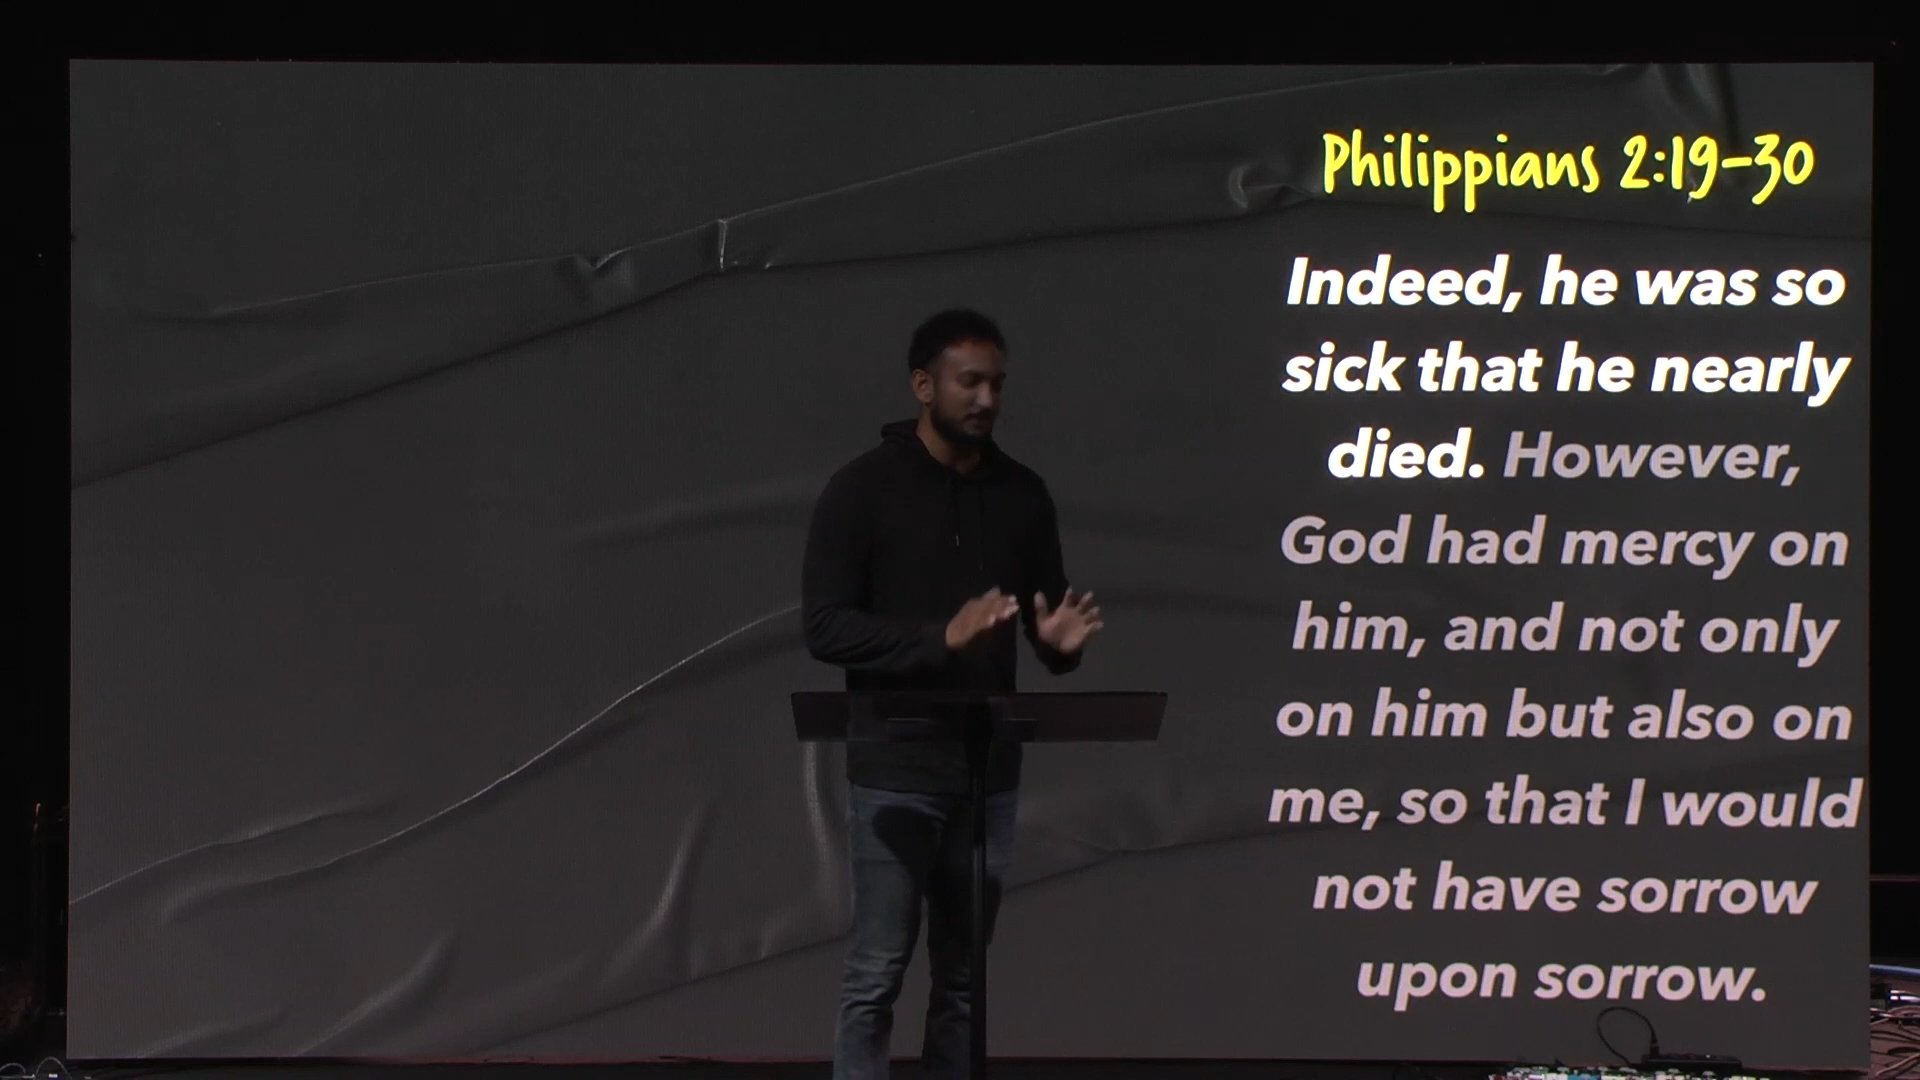 Philippians 2:19-30
Indeed, he was so
sick that he nearly
died. However,
God had mercy on
him, and not only
on him but also on
me, so that I would
not have sorrow
upon sorrow.